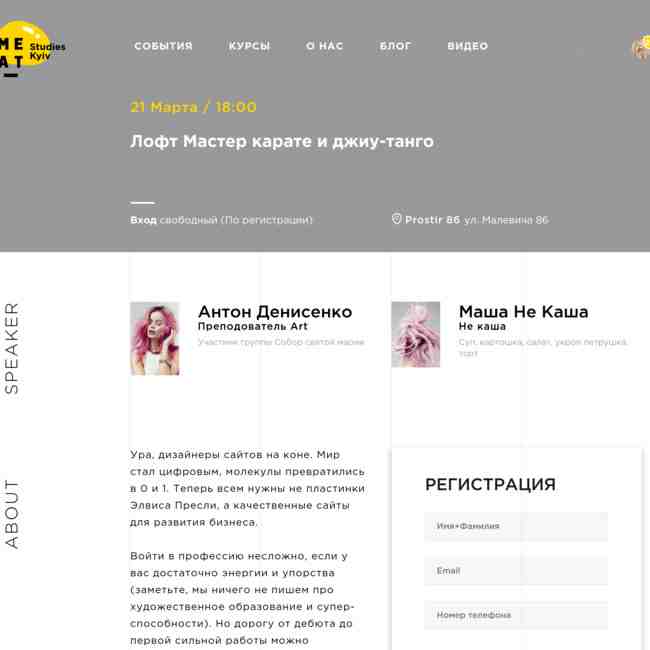 ME
AT
Studies
Kyiv
СОБЫТИЯ КУРСЫ О НАС БЛОГ ВИДЕО
21 Марта / 18:00
Лофт Мастер карате и джиу-танго
Вход свободный (По регистрации)
Prostir 86 ул. Малевича 86
SPEAKER
Антон Денисенко
Преподователь Art
Участник группы Собор святой марии
Маша Не Каша
Не каша
Суп, картошка, салат, укроп петрушка,
торт
ABOUT
Ура, дизайнеры сайтов на коне. Мир
стал цифровым, молекулы превратились
в 0 и 1. Теперь всем нужны не пластинки
Элвиса Пресли, а качественные сайты
для развития бизнеса.
Войти в профессию несложно, если у
вас достаточно энергии и упорства
(заметьте, мы ничего не пишем про
художественное образование и супер-
способности). Но дорогу от дебюта до
первой сильной работы можно
РЕГИСТРАЦИЯ
Имя+Фамилия
Email
Номер телефона